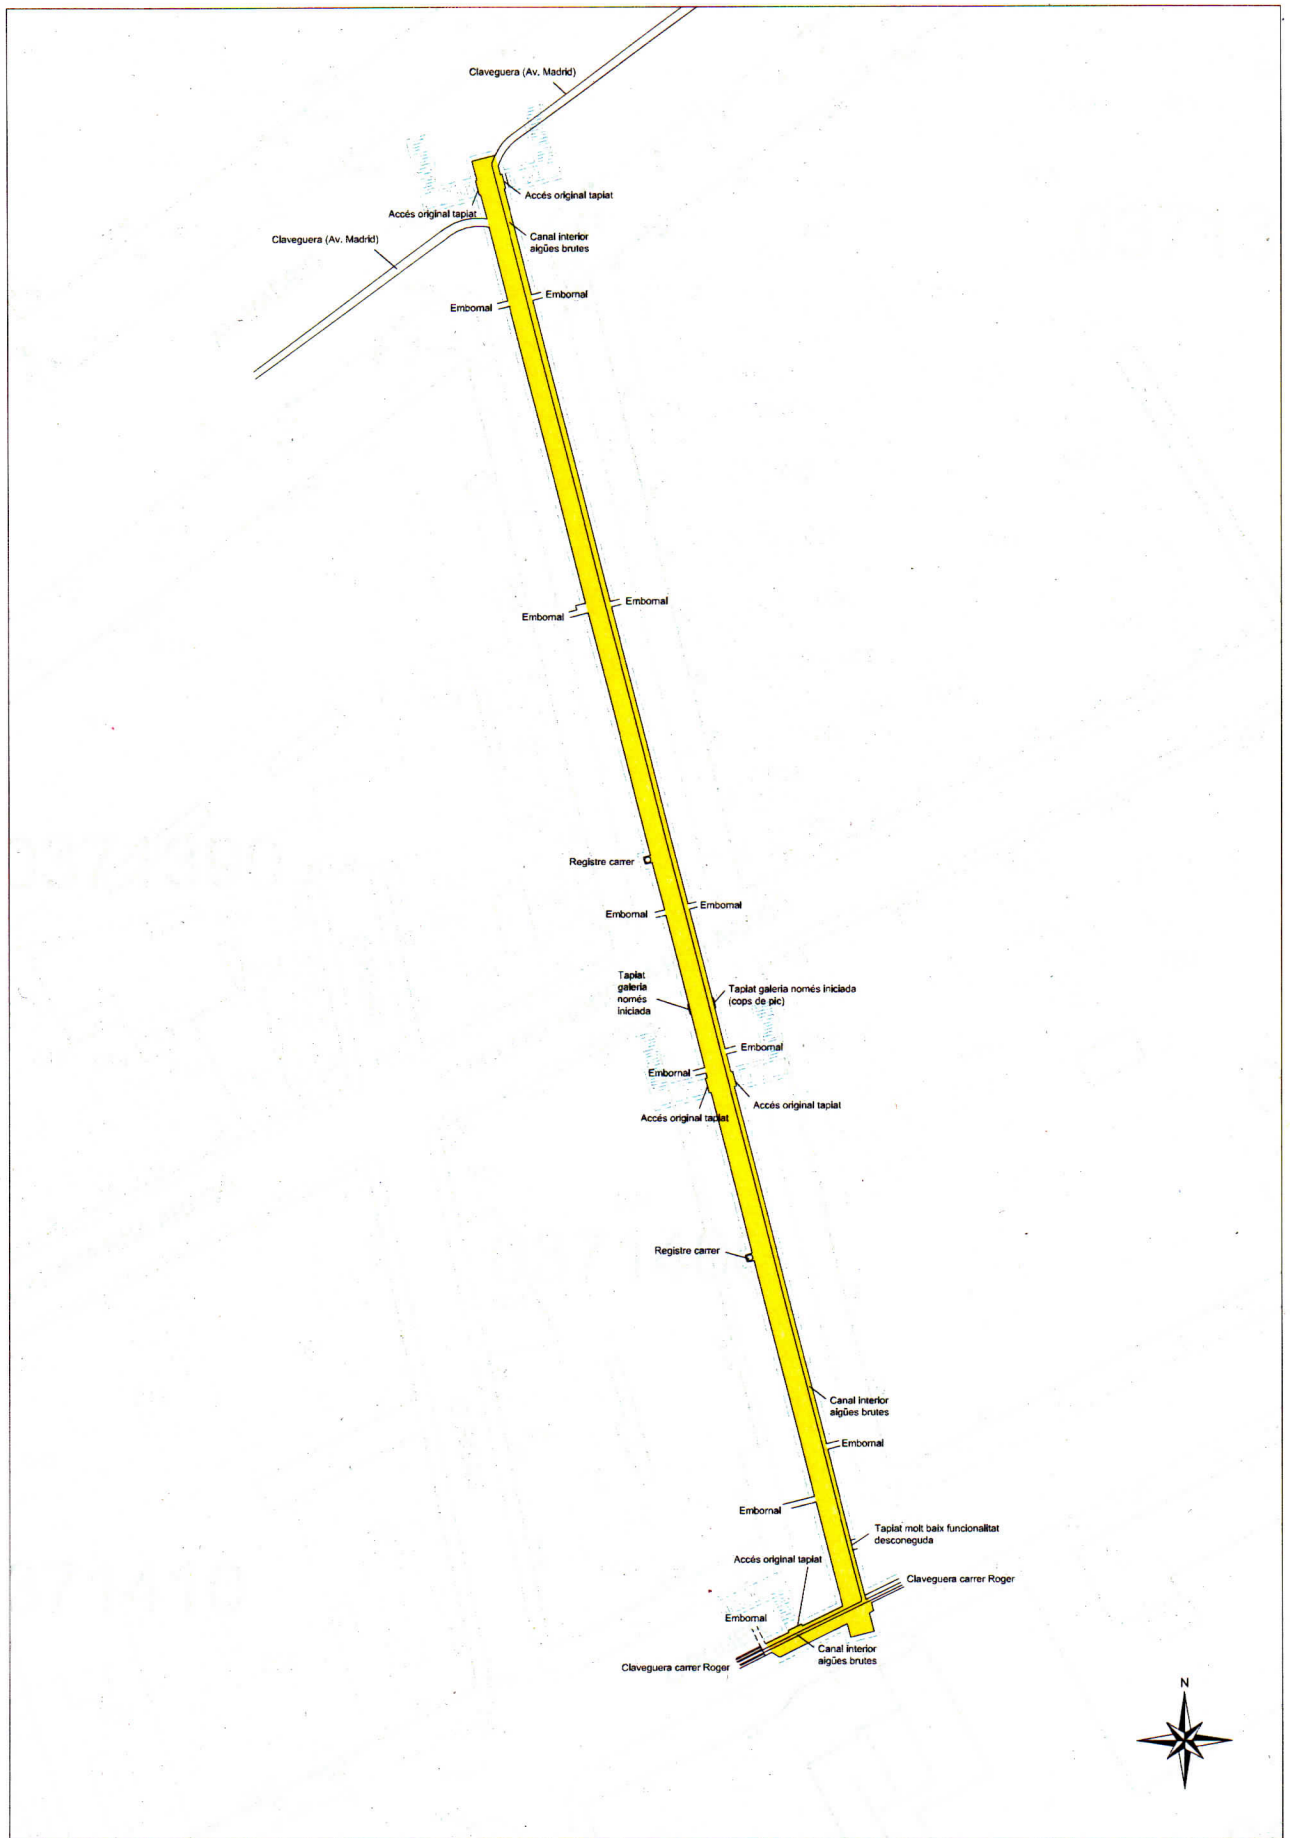 Claveguera (Av. Madrid)
Accés original tapiat
Accés original tapiat
Claveguera (Av. Madrid)
Canal interior
aigües brutes
Embornal
Embornal
Embornal
Embornal
Registre carrer
Embornal
Embornal
Tapiat
galeria
només
iniciada
Tapiat galeria només iniciada
(cops de pic)
Embornal
Embornal
Accés original tapiat
Accés original tapiat
Registre carrer
Canal interior
aigües brutes
Embornal
Embornal
Tapiat molt baix funcionalitat
desconeguda
Accés original tapiat
Claveguera carrer Roger
Embornal
Canal interior
aigües brutes
Claveguera carrer Roger
N